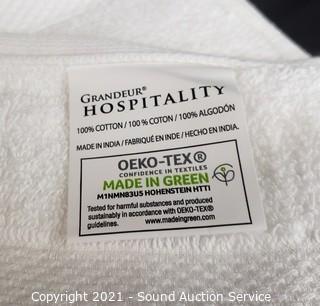 GRANDEUR®
HOSPITALITY
100% COTTON / 100 % COTON / 100% ALGODÓN
MADE IN INDIA / FABRIQUÉ EN INDE / HECHO EN INDIA.
OEKO-TEX®
CONFIDENCE IN TEXTILES
MADE IN GREEN
M1NMN83U5 HOHENSTEIN HTTI
Tested for harmful substances and produced
sustainably in accordance with OEKO-TEX®
guidelines. www.madeingreen.com
Copyright 2021 - Sound Auction Service